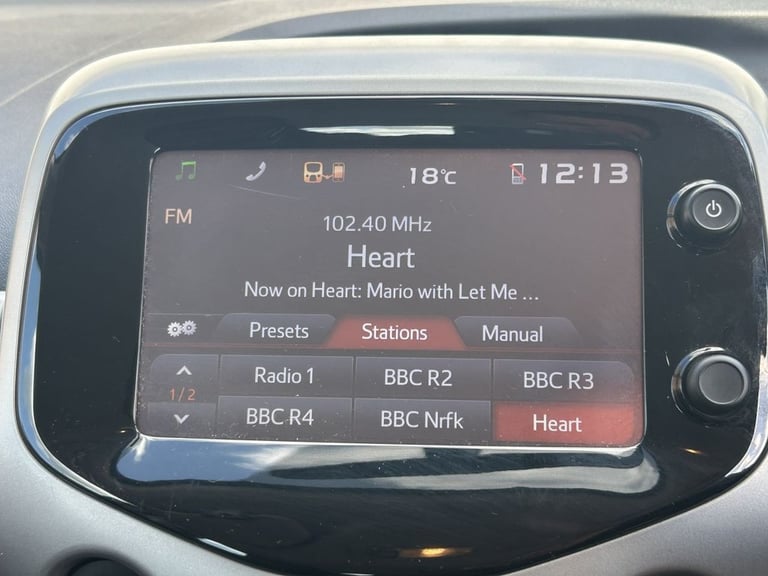 18°C 12:13
FM
102.40 MHz
Heart
Now on Heart: Mario with Let Me ...
Presets Stations Manual
Radio 1 BBC R2 BBC R3
1/2
BBC R4 BBC Nrfk Heart